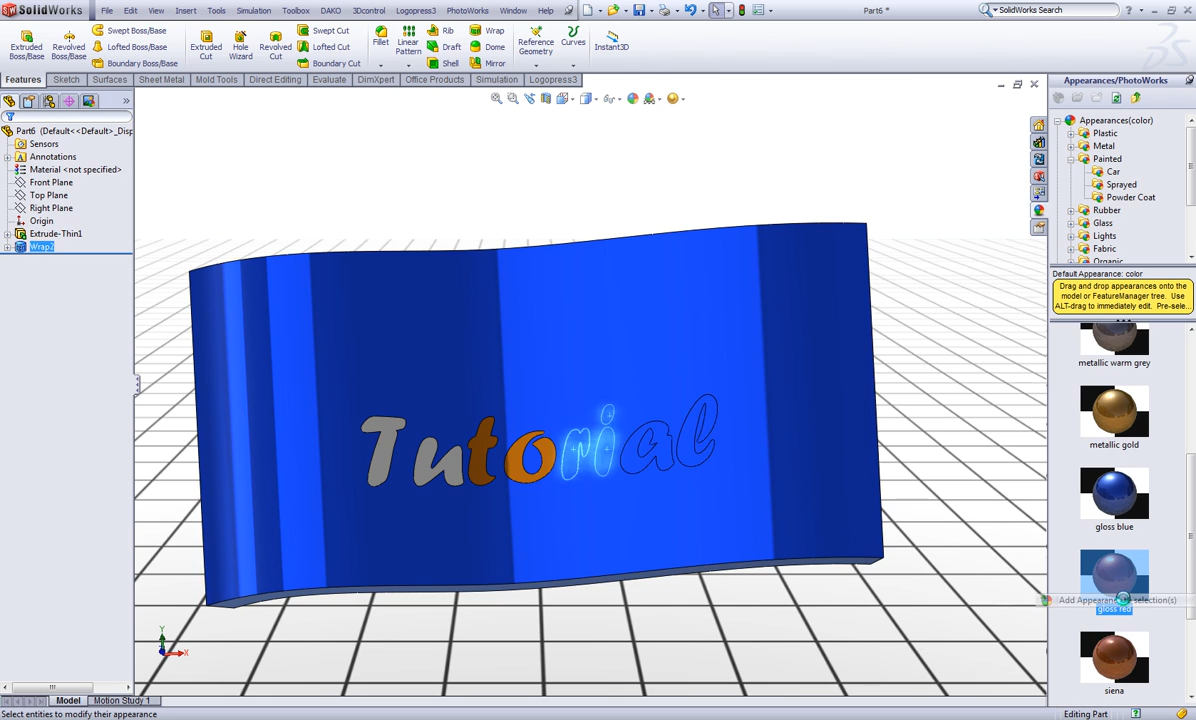 SolidWorks File Edit View Insert Tools Simulation Toolbox DAKO 3Dcontrol Logopress3 PhotoWorks Window Help Part6 * SolidWorks Search
Extruded Boss/Base
Revolved Boss/Base
Swept Boss/Base
Lofted Boss/Base
Boundary Boss/Base
Extruded Cut
Hole Wizard
Revolved Cut
Swept Cut
Lofted Cut
Boundary Cut
Fillet
Linear Pattern
Rib
Draft
Shell
Wrap
Dome
Mirror
Reference Geometry
Curves
Instant3D
Features Sketch Surfaces Sheet Metal Mold Tools Direct Editing Evaluate DimXpert Office Products Simulation Logopress3
Part6 (Default<<Default>_Disp
Sensors
Annotations
Material <not specified>
Front Plane
Top Plane
Right Plane
Origin
Extrude-Thin1
Wrap2
Tutorial
Y
X
Appearances/PhotoWorks
Appearances(color)
Plastic
Metal
Painted
Car
Sprayed
Powder Coat
Rubber
Glass
Lights
Fabric
Organic
Default Appearance: color
Drag and drop appearances onto the
model or FeatureManager tree. Use
ALT-drag to immediately edit. Pre-sele...
metallic warm grey
metallic gold
gloss blue
gloss red
siena
Model Motion Study 1
Select entities to modify their appearance
Editing Part